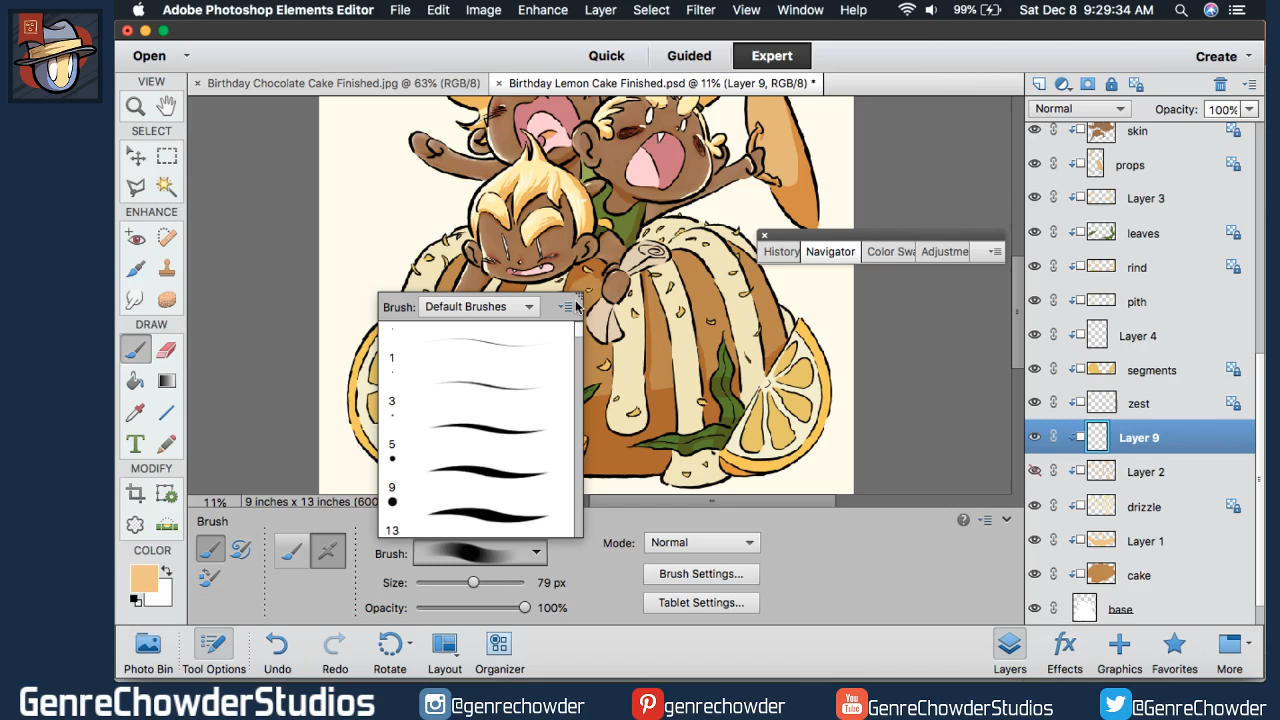 Adobe Photoshop Elements Editor File Edit Image Enhance Layer Select Filter View Window Help 99% Sat Dec 8 9:29:34 AM
Open Quick Guided Expert Create
VIEW
Birthday Chocolate Cake Finished.jpg @ 63% (RGB/8)
Birthday Lemon Cake Finished.psd @ 11% (Layer 9, RGB/8) *
SELECT
ENHANCE
DRAW
MODIFY
COLOR
Normal Opacity: 100%
skin
props
Layer 3
leaves
rind
pith
Layer 4
segments
zest
Layer 9
Layer 2
drizzle
Layer 1
cake
base
History Navigator Color Swa Adjustme
Brush: Default Brushes
1
3
5
9
13
11% 9 inches x 13 inches (600
Brush
Brush:
Size: 79 px
Opacity: 100%
Mode: Normal
Brush Settings...
Tablet Settings...
Photo Bin Tool Options Undo Redo Rotate Layout Organizer Layers Effects Graphics Favorites More
GenreChowderStudios @genrechowder genrechowder GenreChowderStudios @GenreChowder